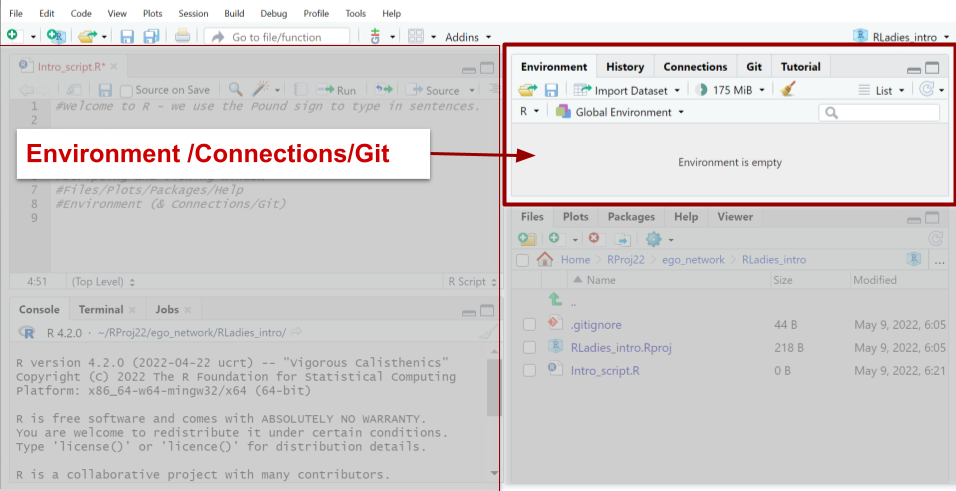 File Edit Code View Plots Session Build Debug Profile Tools Help
Go to file/function Addins RLadies_intro
Intro_script.R*
Source on Save Run Source
1 #Welcome to R - we use the Pound sign to type in sentences.
2
Environment /Connections/Git
7 #Files/Plots/Packages/Help
8 #Environment (& Connections/Git)
9
4:51 (Top Level) R Script
Console Terminal Jobs
R 4.2.0 · ~/RProj22/ego_network/RLadies_intro/
R version 4.2.0 (2022-04-22 ucrt) -- "Vigorous Calisthenics"
Copyright (C) 2022 The R Foundation for Statistical Computing
Platform: x86_64-w64-mingw32/x64 (64-bit)
R is free software and comes with ABSOLUTELY NO WARRANTY.
You are welcome to redistribute it under certain conditions.
Type 'license()' or 'licence()' for distribution details.
R is a collaborative project with many contributors.
Environment History Connections Git Tutorial
Import Dataset 175 MiB List
R Global Environment
Environment is empty
Files Plots Packages Help Viewer
Home RProj22 ego_network RLadies_intro ...
Name Size Modified
..
.gitignore 44 B May 9, 2022, 6:05
RLadies_intro.Rproj 218 B May 9, 2022, 6:05
Intro_script.R 0 B May 9, 2022, 6:21